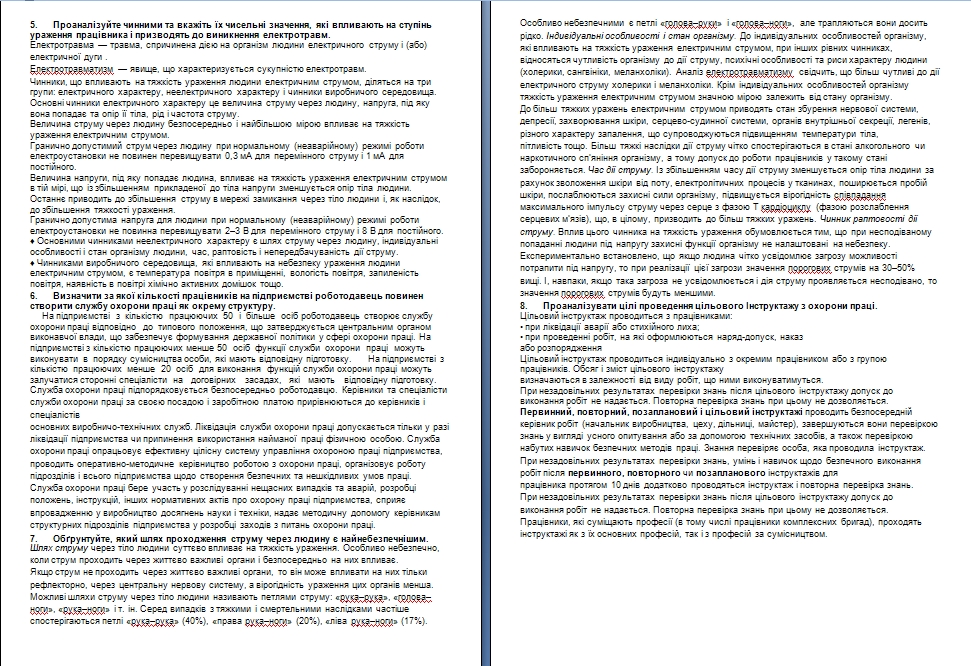 5. Проаналізуйте чинними та вкажіть їх чисельні значення, які впливають на ступінь
ураження працівника і призводять до виникнення електротравм.
Електротравма — травма, спричинена дією на організм людини електричного струму і (або)
електричної дуги .
Електротравматизм — явище, що характеризується сукупністю електротравм.
Чинники, що впливають на тяжкість ураження людини електричним струмом, діляться на три
групи: електричного характеру, неелектричного характеру і чинники виробничого середовища.
Основні чинники електричного характеру це величина струму через людину, напруга, під яку
вона попадає та опір її тіла, рід і частота струму.
Величина струму через людину безпосередньо і найбільшою мірою впливає на тяжкість
ураження електричним струмом.
Гранично допустимий струм через людину при нормальному (неаварійному) режимі роботи
електроустановки не повинен перевищувати 0,3 мА для перемінного струму і 1 мА для
постійного.
Величина напруги, під яку попадає людина, впливає на тяжкість ураження електричним струмом
в тій мірі, що із збільшенням прикладеної до тіла напруги зменшується опір тіла людини.
Останнє приводить до збільшення струму в мережі замикання через тіло людини і, як наслідок,
до збільшення тяжкості ураження.
Гранично допустима напруга для людини при нормальному (неаварійному) режимі роботи
електроустановки не повинна перевищувати 2–3 В для перемінного струму і 8 В для постійного.
♦ Основними чинниками неелектричного характеру є шлях струму через людину, індивідуальні
особливості і стан організму людини, час, раптовість і непередбачуваність дії струму.
♦ Чинниками виробничого середовища, які впливають на небезпеку ураження людини
електричним струмом, є температура повітря в приміщенні, вологість повітря, запиленість
повітря, наявність в повітрі хімічно активних домішок тощо.
6. Визначити за якої кількості працівників на підприємстві роботодавець повинен
створити службу охорони праці як окрему структуру.
На підприємстві з кількістю працюючих 50 і більше осіб роботодавець створює службу
охорони праці відповідно до типового положення, що затверджується центральним органом
виконавчої влади, що забезпечує формування державної політики у сфері охорони праці. На
підприємстві з кількістю працюючих менше 50 осіб функції служби охорони праці можуть
виконувати в порядку сумісництва особи, які мають відповідну підготовку. На підприємстві з
кількістю працюючих менше 20 осіб для виконання функцій служби охорони праці можуть
залучатися сторонні спеціалісти на договірних засадах, які мають відповідну підготовку.
Служба охорони праці підпорядковується безпосередньо роботодавцю. Керівники та спеціалісти
служби охорони праці за своєю посадою і заробітною платою прирівнюються до керівників і
спеціалістів
основних виробничо-технічних служб. Ліквідація служби охорони праці допускається тільки у разі
ліквідації підприємства чи припинення використання найманої праці фізичною особою. Служба
охорони праці опрацьовує ефективну цілісну систему управління охороною праці підприємства,
проводить оперативно-методичне керівництво роботою з охорони праці, організовує роботу
підрозділів і всього підприємства щодо створення безпечних та нешкідливих умов праці.
Служба охорони праці бере участь у розслідуванні нещасних випадків та аварій, розробці
положень, інструкцій, інших нормативних актів про охорону праці підприємства, сприяє
впровадженню у виробництво досягнень науки і техніки, надає методичну допомогу керівникам
структурних підрозділів підприємства у розробці заходів з питань охорони праці.
7. Обґрунтуйте, який шлях проходження струму через людину є найнебезпечнішим.
Шлях струму через тіло людини суттєво впливає на тяжкість ураження. Особливо небезпечно,
коли струм проходить через життєво важливі органи і безпосередньо на них впливає.
Якщо струм не проходить через життєво важливі органи, то він може впливати на них тільки
рефлекторно, через центральну нервову систему, а вірогідність ураження цих органів менша.
Можливі шляхи струму через тіло людини називають петлями струму: «рука–рука», «голова–
ноги», «рука–ноги» і т. ін. Серед випадків з тяжкими і смертельними наслідками частіше
спостерігаються петлі «рука–рука» (40%), «права рука–ноги» (20%), «ліва рука–ноги» (17%).
Особливо небезпечними є петлі «голова–руки» і «голова–ноги», але трапляються вони досить
рідко. Індивідуальні особливості і стан організму. До індивідуальних особливостей організму,
які впливають на тяжкість ураження електричним струмом, при інших рівних чинниках,
відносяться чутливість організму до дії струму, психічні особливості та риси характеру людини
(холерики, сангвініки, меланхоліки). Аналіз електротравматизму свідчить, що більш чутливі до дії
електричного струму холерики і меланхоліки. Крім індивідуальних особливостей організму
тяжкість ураження електричним струмом значною мірою залежить від стану організму.
До більш тяжких уражень електричним струмом приводять стан збурення нервової системи,
депресії, захворювання шкіри, серцево-судинної системи, органів внутрішньої секреції, легенів,
різного характеру запалення, що супроводжуються підвищенням температури тіла,
пітливість тощо. Більш тяжкі наслідки дії струму чітко спостерігаються в стані алкогольного чи
наркотичного сп'яніння організму, а тому допуск до роботи працівників у такому стані
забороняється. Час дії струму. Із збільшенням часу дії струму зменшується опір тіла людини за
рахунок зволоження шкіри від поту, електролітичних процесів у тканинах, поширюється пробій
шкіри, послаблюються захисні сили організму, підвищується вірогідність співпадання
максимального імпульсу струму через серце з фазою Т кардіоциклу (фазою розслаблення
серцевих м'язів), що, в цілому, призводить до більш тяжких уражень. Чинник раптовості дії
струму. Вплив цього чинника на тяжкість ураження обумовлюється тим, що при несподіваному
попаданні людини під напругу захисні функції організму не налаштовані на небезпеку.
Експериментально встановлено, що якщо людина чітко усвідомлює загрозу можливості
потрапити під напругу, то при реалізації цієї загрози значення порогових струмів на 30–50%
вищі. І, навпаки, якщо така загроза не усвідомлюється і дія струму проявляється несподівано, то
значення порогових струмів будуть меншими.
8. Проаналізувати цілі проведення цільового Інструктажу з охорони праці.
Цільовий інструктаж проводиться з працівниками:
• при ліквідації аварії або стихійного лиха;
• при проведенні робіт, на які оформлюються наряд-допуск, наказ
або розпорядження
Цільовий інструктаж проводиться індивідуально з окремим працівником або з групою
працівників. Обсяг і зміст цільового інструктажу
визначаються в залежності від виду робіт, що ними виконуватимуться.
При незадовільних результатах перевірки знань після цільового інструктажу допуск до
виконання робіт не надається. Повторна перевірка знань при цьому не дозволяється.
Первинний, повторний, позаплановий і цільовий інструктажі проводить безпосередній
керівник робіт (начальник виробництва, цеху, дільниці, майстер), завершуються вони перевіркою
знань у вигляді усного опитування або за допомогою технічних засобів, а також перевіркою
набутих навичок безпечних методів праці. Знання перевіряє особа, яка проводила інструктаж.
При незадовільних результатах перевірки знань, умінь і навичок щодо безпечного виконання
робіт після первинного, повторного чи позапланового інструктажів для
працівника протягом 10 днів додатково проводяться інструктаж і повторна перевірка знань.
При незадовільних результатах перевірки знань після цільового інструктажу допуск до
виконання робіт не надається. Повторна перевірка знань при цьому не дозволяється.
Працівники, які суміщають професії (в тому числі працівники комплексних бригад), проходять
інструктажі як з їх основних професій, так і з професій за сумісництвом.